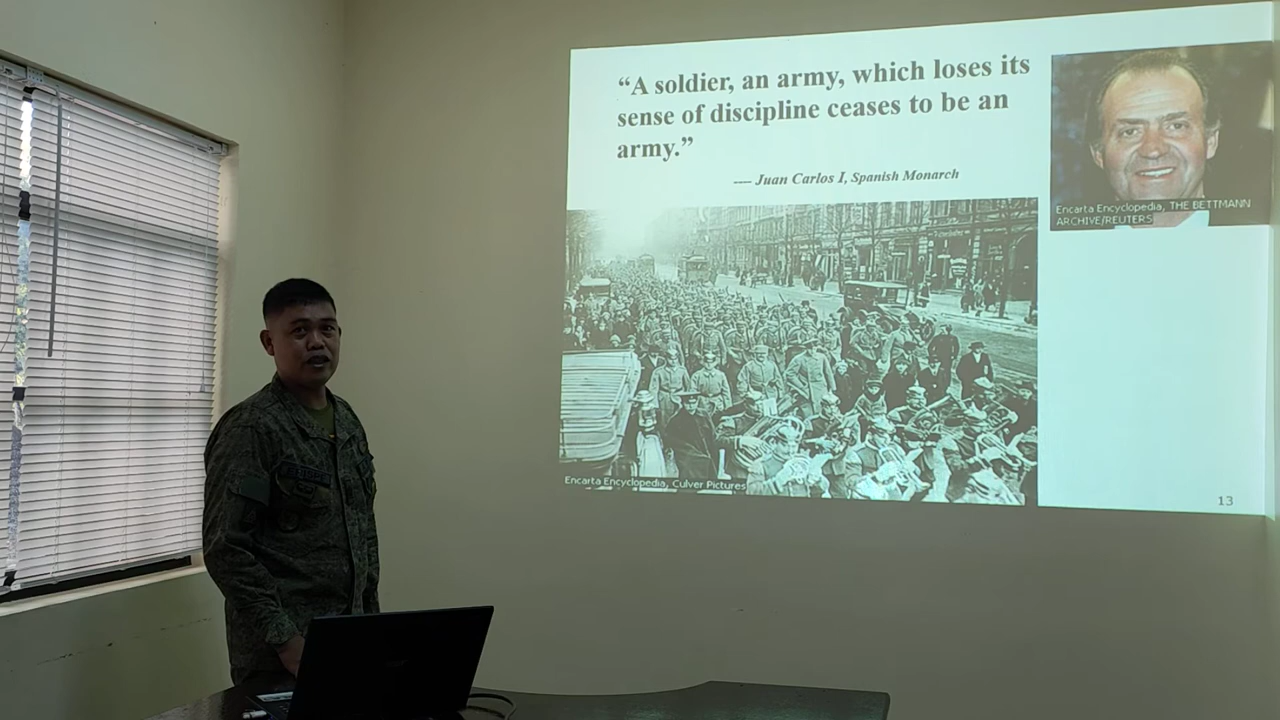 “A soldier, an army, which loses its
sense of discipline ceases to be an
army.”
---- Juan Carlos I, Spanish Monarch
Encarta Encyclopedia, THE BETTMANN
ARCHIVE/REUTERS
Encarta Encyclopedia, Culver Pictures
13